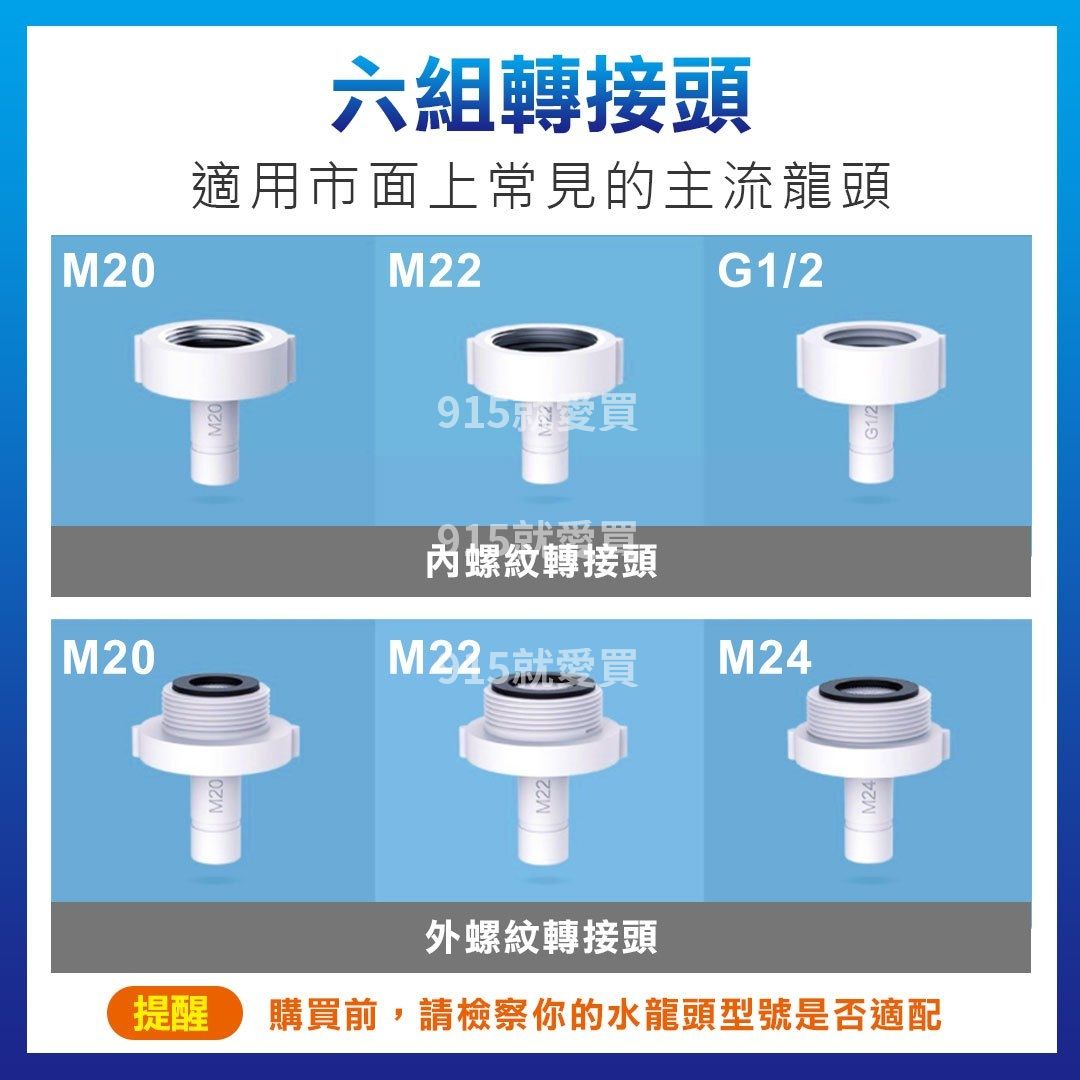 六組轉接頭
適用市面上常見的主流龍頭
M20
M22
G1/2
M20
M22
G1/2
915就愛買
915就愛買
內螺紋轉接頭
M20
M22
M24
915就愛買
M20
M22
M24
外螺紋轉接頭
提醒
購買前，請檢察你的水龍頭型號是否適配